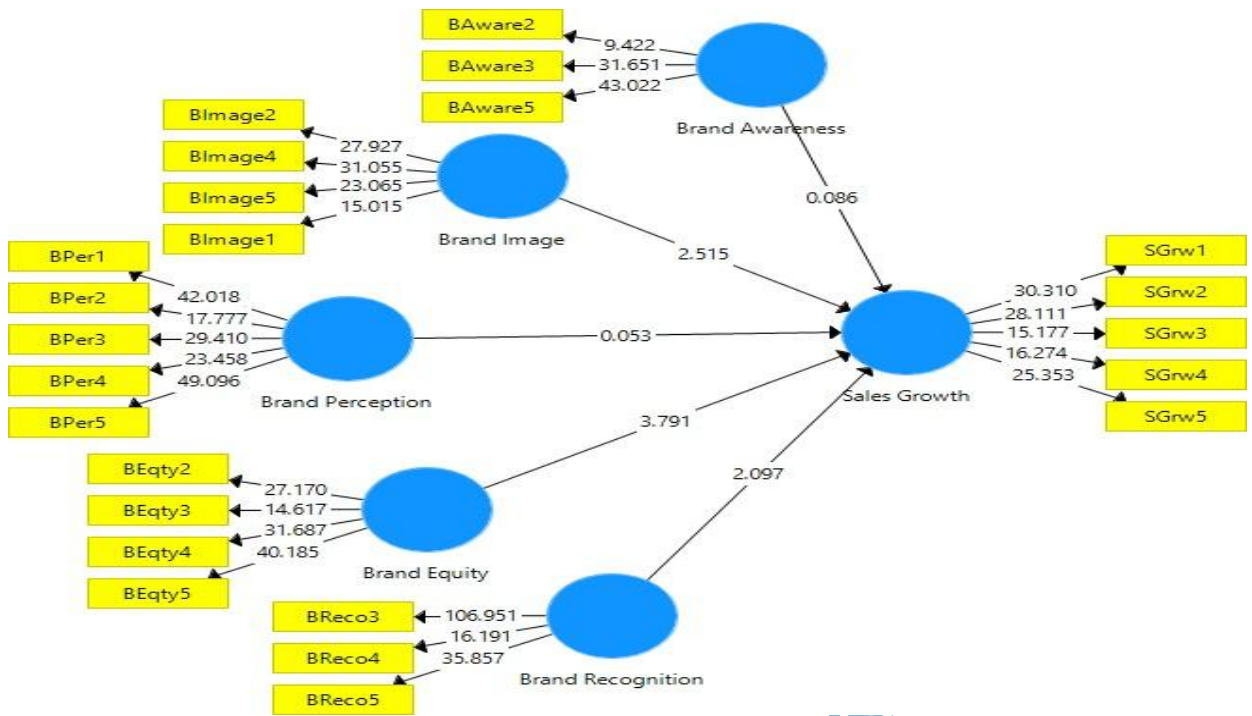 BAware2
BAware3
BAware5
9.422
31.651
43.022
Brand Awareness
0.086
BImage2
BImage4
BImage5
BImage1
27.927
31.055
23.065
15.015
Brand Image
2.515
BPer1
BPer2
BPer3
BPer4
BPer5
42.018
17.777
29.410
23.458
49.096
Brand Perception
0.053
SGrw1
SGrw2
SGrw3
SGrw4
SGrw5
30.310
28.111
15.177
16.274
25.353
Sales Growth
BEqty2
BEqty3
BEqty4
BEqty5
27.170
14.617
31.687
40.185
Brand Equity
3.791
BReco3
BReco4
BReco5
106.951
16.191
35.857
Brand Recognition
2.097